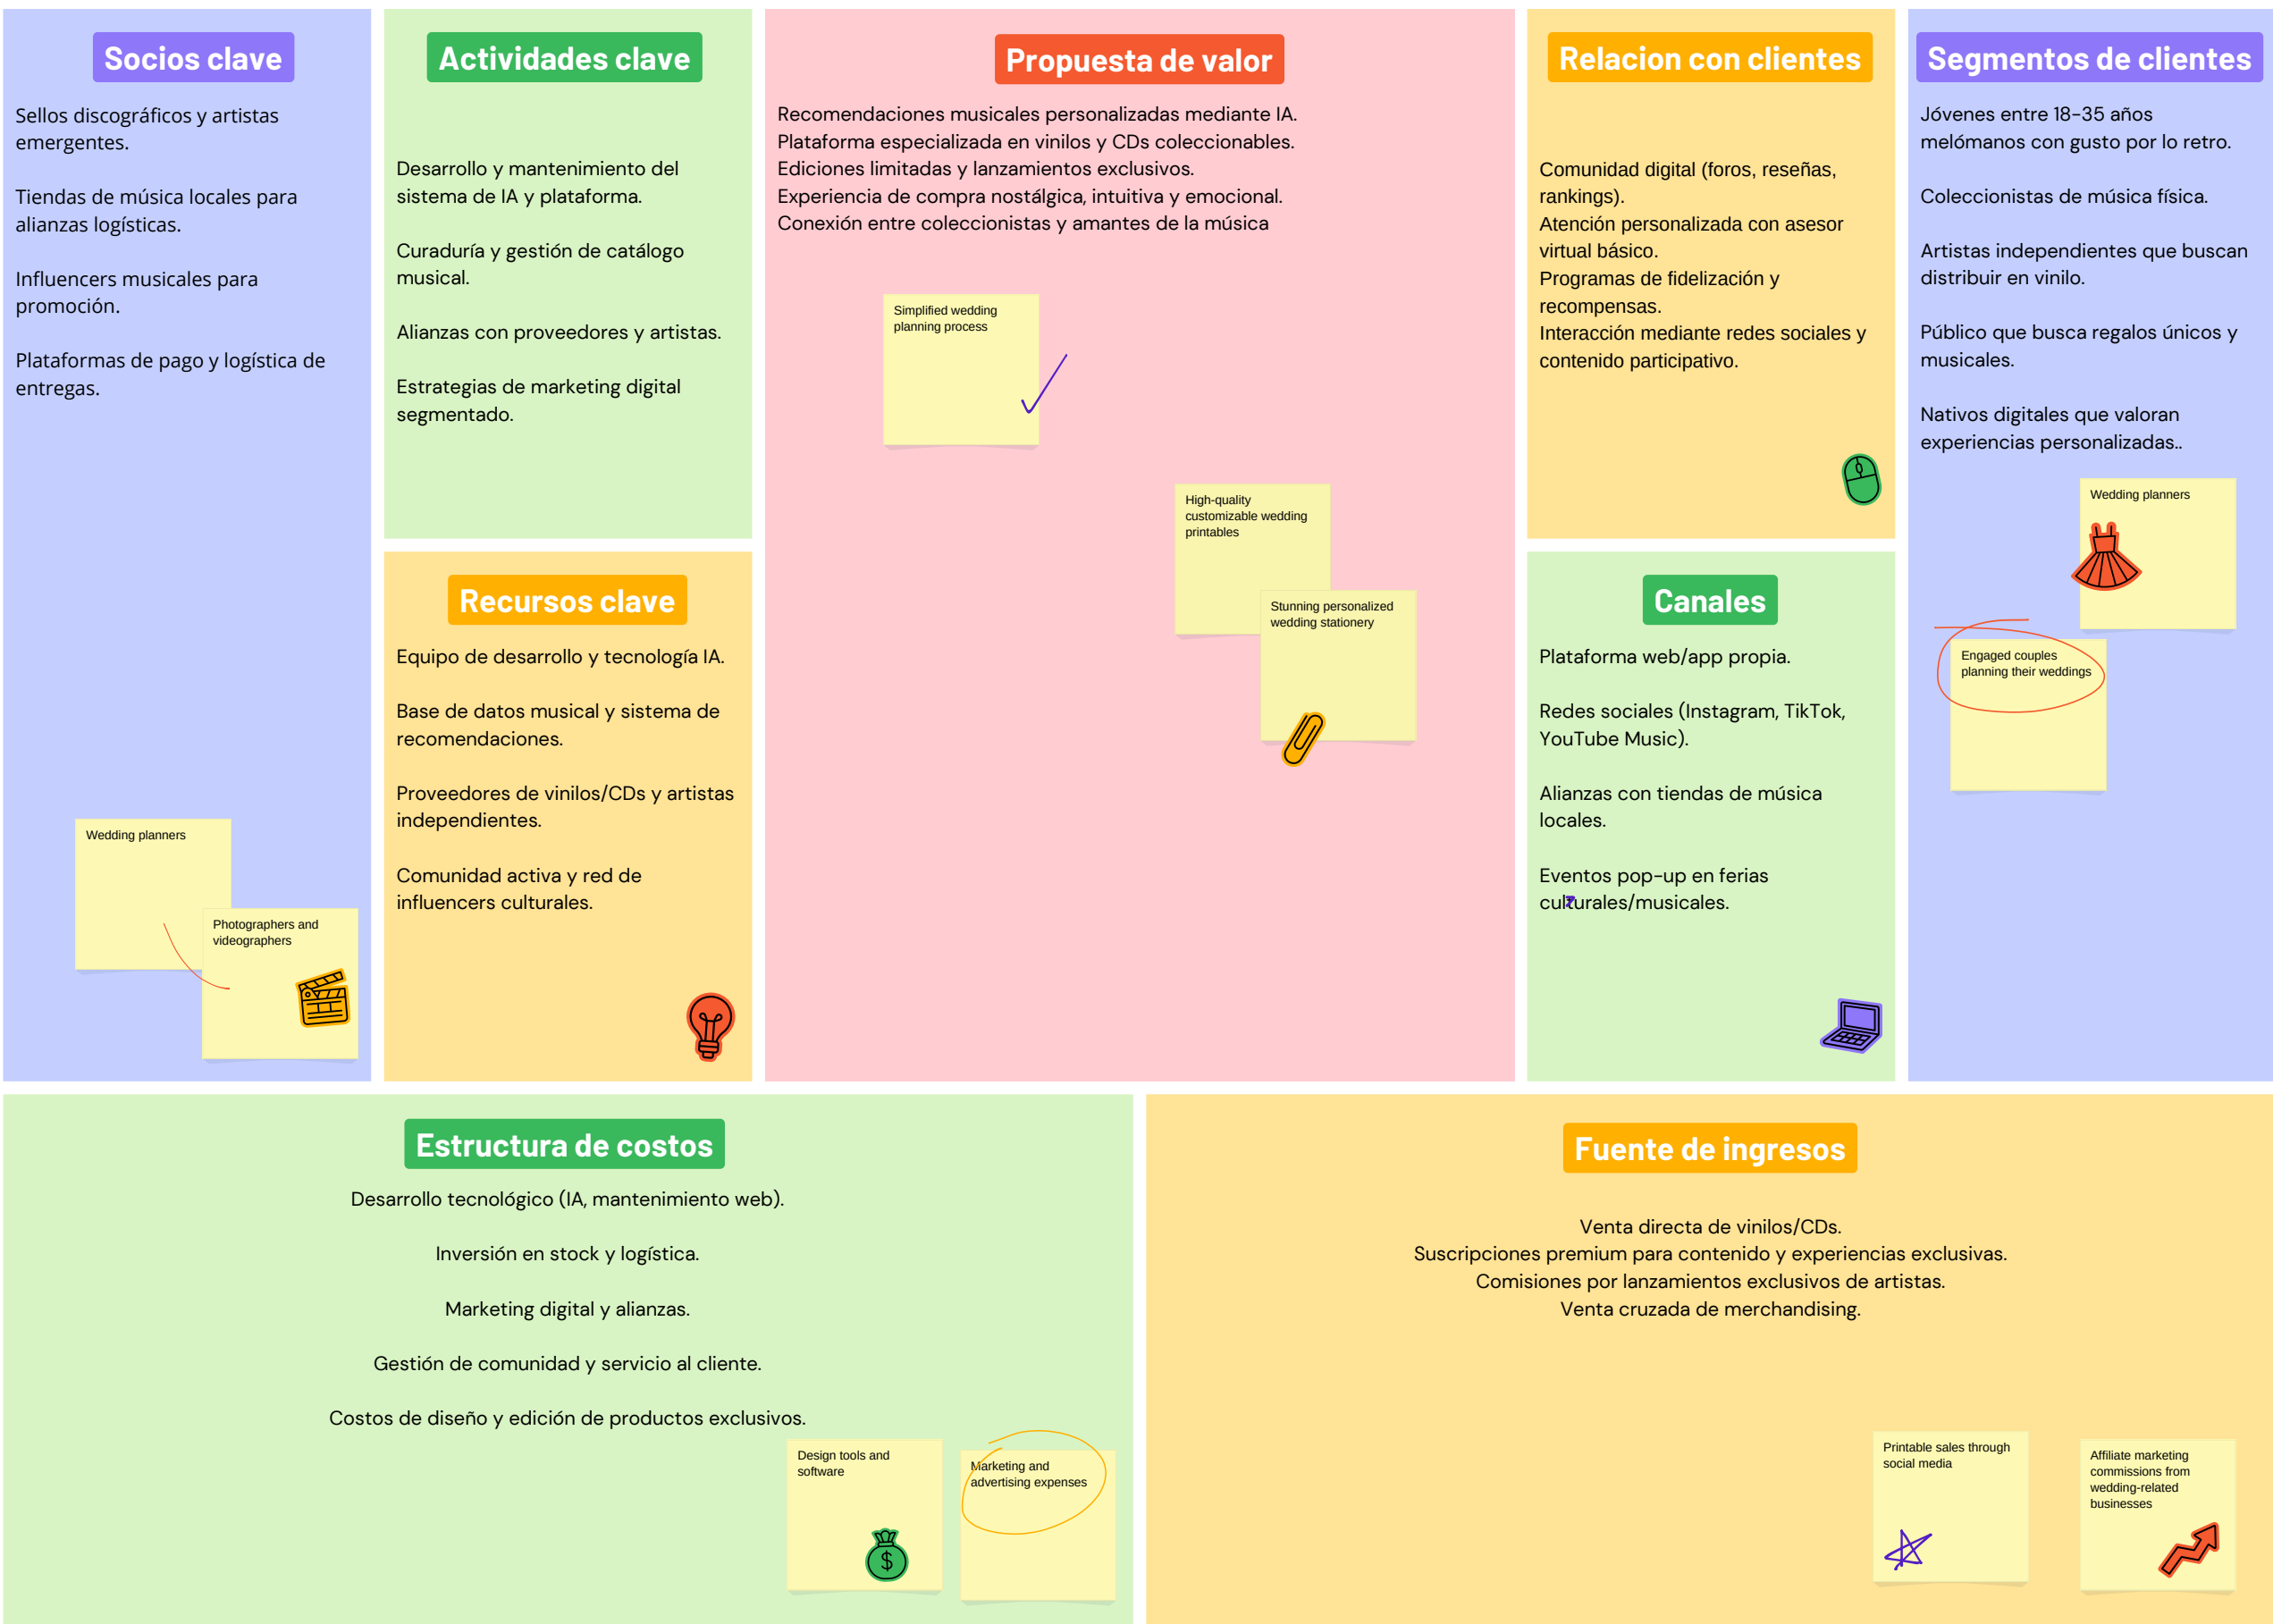 Socios clave
Sellos discográficos y artistas
emergentes.
Tiendas de música locales para
alianzas logísticas.
Influencers musicales para
promoción.
Plataformas de pago y logística de
entregas.
Wedding planners
Photographers and
videographers
Actividades clave
Desarrollo y mantenimiento del
sistema de IA y plataforma.
Curaduría y gestión de catálogo
musical.
Alianzas con proveedores y artistas.
Estrategias de marketing digital
segmentado.
Recursos clave
Equipo de desarrollo y tecnología IA.
Base de datos musical y sistema de
recomendaciones.
Proveedores de vinilos/CDs y artistas
independientes.
Comunidad activa y red de
influencers culturales.
Propuesta de valor
Recomendaciones musicales personalizadas mediante IA.
Plataforma especializada en vinilos y CDs coleccionables.
Ediciones limitadas y lanzamientos exclusivos.
Experiencia de compra nostálgica, intuitiva y emocional.
Conexión entre coleccionistas y amantes de la música
Simplified wedding
planning process
High-quality
customizable wedding
printables
Stunning personalized
wedding stationery
Relacion con clientes
Comunidad digital (foros, reseñas,
rankings).
Atención personalizada con asesor
virtual básico.
Programas de fidelización y
recompensas.
Interacción mediante redes sociales y
contenido participativo.
Canales
Plataforma web/app propia.
Redes sociales (Instagram, TikTok,
YouTube Music).
Alianzas con tiendas de música
locales.
Eventos pop-up en ferias
culturales/musicales.
Segmentos de clientes
Jóvenes entre 18-35 años
melómanos con gusto por lo retro.
Coleccionistas de música física.
Artistas independientes que buscan
distribuir en vinilo.
Público que busca regalos únicos y
musicales.
Nativos digitales que valoran
experiencias personalizadas..
Wedding planners
Engaged couples
planning their weddings
Estructura de costos
Desarrollo tecnológico (IA, mantenimiento web).
Inversión en stock y logística.
Marketing digital y alianzas.
Gestión de comunidad y servicio al cliente.
Costos de diseño y edición de productos exclusivos.
Design tools and
software
$
Marketing and
advertising expenses
Fuente de ingresos
Venta directa de vinilos/CDs.
Suscripciones premium para contenido y experiencias exclusivas.
Comisiones por lanzamientos exclusivos de artistas.
Venta cruzada de merchandising.
Printable sales through
social media
Affiliate marketing
commissions from
wedding-related
businesses